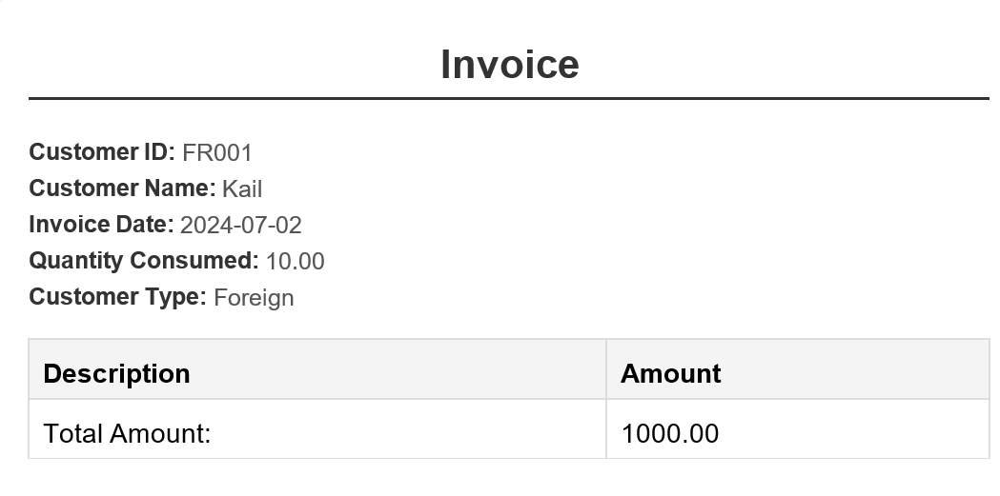 Invoice
Customer ID: FR001
Customer Name: Kail
Invoice Date: 2024-07-02
Quantity Consumed: 10.00
Customer Type: Foreign
Description Amount
Total Amount: 1000.00